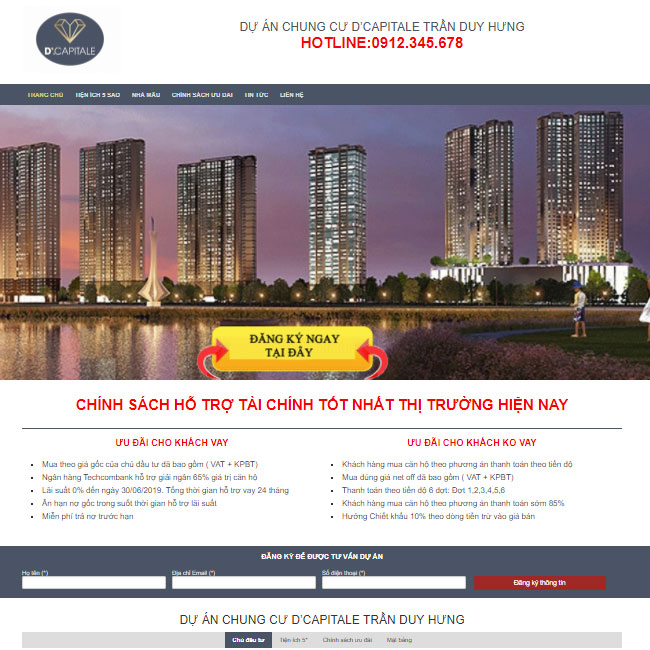 D'.CAPITALE
DỰ ÁN CHUNG CƯ D'CAPITALE TRẦN DUY HƯNG
HOTLINE:0912.345.678
TRANG CHỦ TIỆN ÍCH 5 SAO NHÀ MẪU CHÍNH SÁCH ƯU ĐÃI TIN TỨC LIÊN HỆ
ĐĂNG KÝ NGAY
TẠI ĐÂY
CHÍNH SÁCH HỖ TRỢ TÀI CHÍNH TỐT NHẤT THỊ TRƯỜNG HIỆN NAY
ƯU ĐÃI CHO KHÁCH VAY
Mua theo giá gốc của chủ đầu tư đã bao gồm ( VAT + KPBT)
Ngân hàng Techcombank hỗ trợ giải ngân 65% giá trị căn hộ
Lãi suất 0% đến ngày 30/06/2019. Tổng thời gian hỗ trợ vay 24 tháng
Ân hạn nợ gốc trong suốt thời gian hỗ trợ lãi suất
Miễn phí trả nợ trước hạn
ƯU ĐÃI CHO KHÁCH KO VAY
Khách hàng mua căn hộ theo phương án thanh toán theo tiến độ
Mua đúng giá net off đã bao gồm ( VAT + KPBT)
Thanh toán theo tiến độ 6 đợt: Đợt 1,2,3,4,5,6
Khách hàng mua căn hộ theo phương án thanh toán sớm 85%
Hưởng Chiết khấu 10% theo dòng tiền trừ vào giá bán
ĐĂNG KÝ ĐỂ ĐƯỢC TƯ VẤN DỰ ÁN
Họ tên (*) Địa chỉ Email (*) Số điện thoại (*)
Đăng ký thông tin
DỰ ÁN CHUNG CƯ D'CAPITALE TRẦN DUY HƯNG
Chủ đầu tư Tiện ích 5* Chính sách ưu đãi Mặt bằng